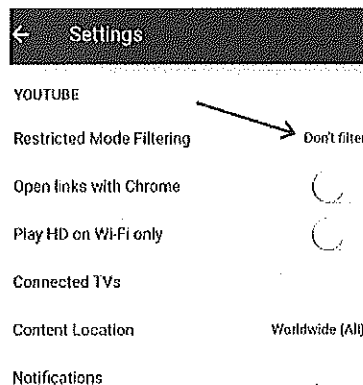 Settings
YOUTUBE
Restricted Mode Filtering Don't filter
Open links with Chrome
Play HD on Wi-Fi only
Connected TVs
Content Location Worldwide (All)
Notifications